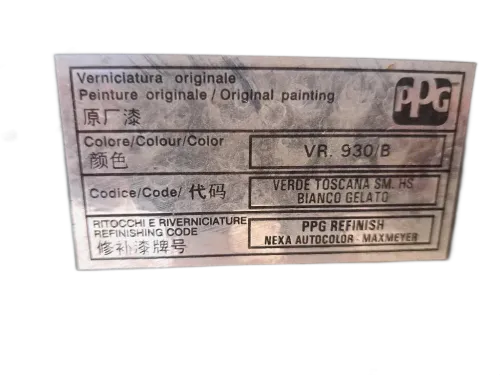 Verniciatura originale
Peinture originale / Original painting
原厂漆
PPG
Colore/Colour/Color
颜色
VR. 930/B
Codice/Code/ 代码
VERDE TOSCANA SM. HS
BIANCO GELATO
RITOCCHI E RIVERNICIATURE
REFINISHING CODE
修补漆牌号
PPG REFINISH
NEXA AUTOCOLOR - MAXMEYER